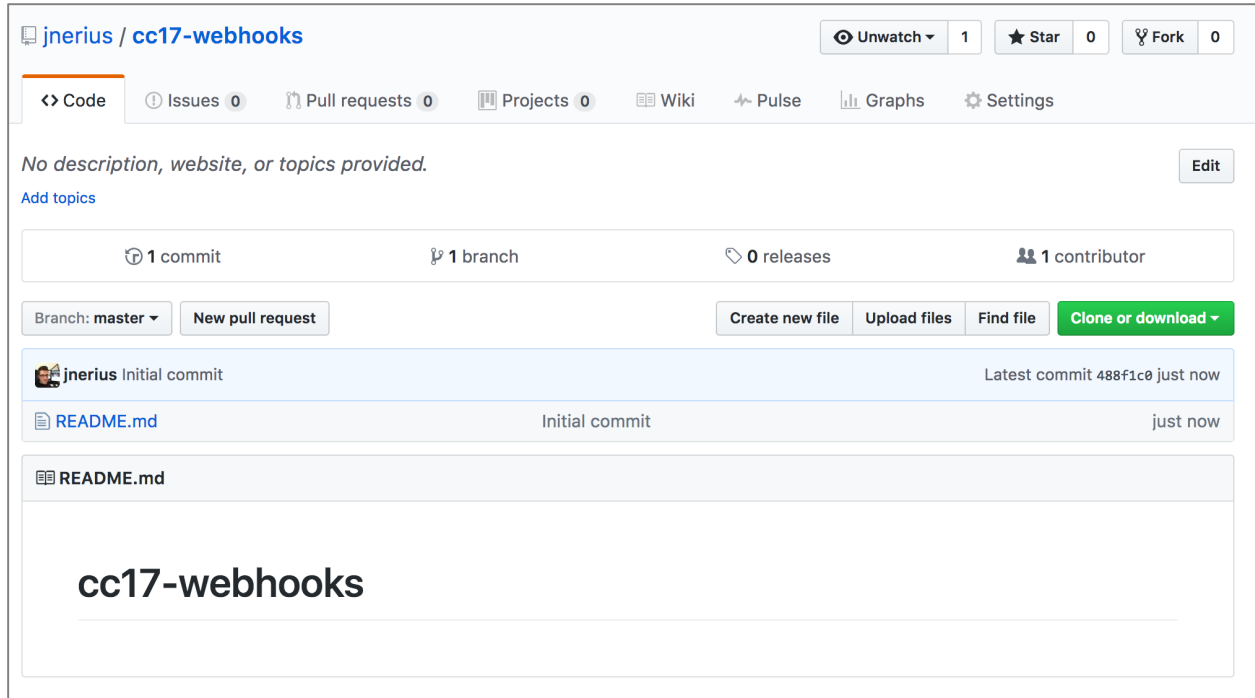 jnerius / cc17-webhooks Unwatch 1 Star 0 Fork 0
Code Issues 0 Pull requests 0 Projects 0 Wiki Pulse Graphs Settings
No description, website, or topics provided. Edit
Add topics
1 commit 1 branch 0 releases 1 contributor
Branch: master New pull request Create new file Upload files Find file Clone or download
jnerius Initial commit Latest commit 488f1c0 just now
README.md Initial commit just now
README.md
cc17-webhooks